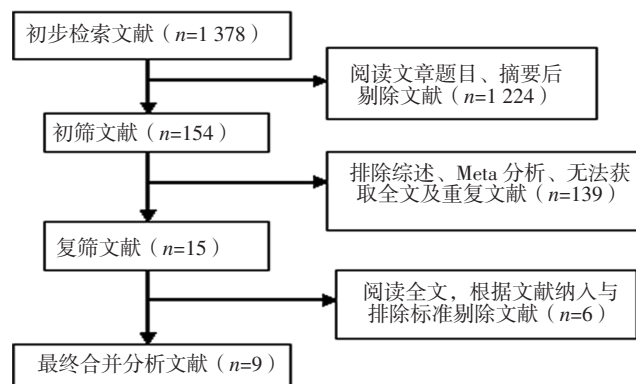 初步检索文献（n=1 378）
阅读文章题目、摘要后
剔除文献（n=1 224）
初筛文献（n=154）
排除综述、Meta 分析、无法获
取全文及重复文献（n=139）
复筛文献（n=15）
阅读全文，根据文献纳入与
排除标准剔除文献（n=6）
最终合并分析文献（n=9）